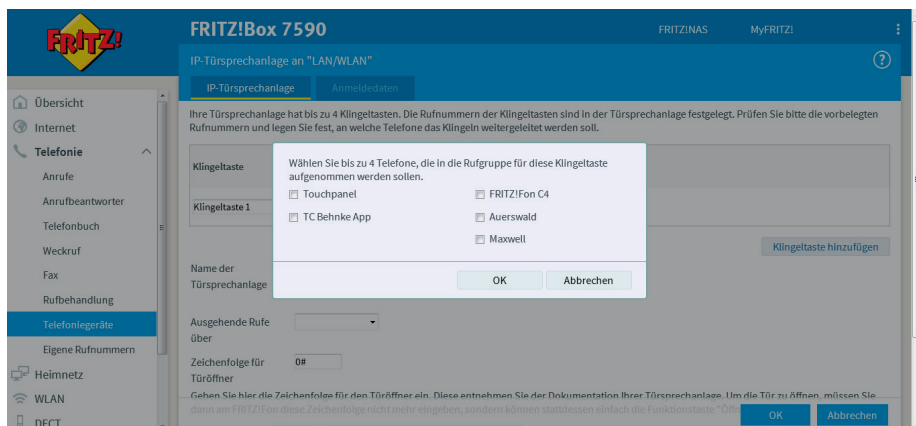 FRITZ!
FRITZ!Box 7590
FRITZ!NAS
MyFRITZ!
IP-Türsprechanlage an "LAN/WLAN"
?
IP-Türsprechanlage
Anmeldedaten
Übersicht
Internet
Telefonie
Anrufe
Anrufbeantworter
Telefonbuch
Weckruf
Fax
Rufbehandlung
Telefoniegeräte
Eigene Rufnummern
Heimnetz
WLAN
DECT
Ihre Türsprechanlage hat bis zu 4 Klingeltasten. Die Rufnummern der Klingeltasten sind in der Türsprechanlage festgelegt. Prüfen Sie bitte die vorbelegten
Rufnummern und legen Sie fest, an welche Telefone das Klingeln weitergeleitet werden soll.
Klingeltaste
Klingeltaste 1
Wählen Sie bis zu 4 Telefone, die in die Rufgruppe für diese Klingeltaste
aufgenommen werden sollen.
Touchpanel
FRITZ!Fon C4
TC Behnke App
Auerswald
Maxwell
OK
Abbrechen
Klingeltaste hinzufügen
Name der
Türsprechanlage
Ausgehende Rufe
über
Zeichenfolge für
Türöffner
0#
Geben Sie hier die Zeichenfolge für den Türöffner ein. Diese entnehmen Sie der Dokumentation Ihrer Türsprechanlage. Um die Tür zu öffnen, müssen Sie
dann am FRITZ!Fon diese Zeichenfolge nicht mehr eingeben, sondern können stattdessen einfach die Funktionstaste
OK
Abbrechen